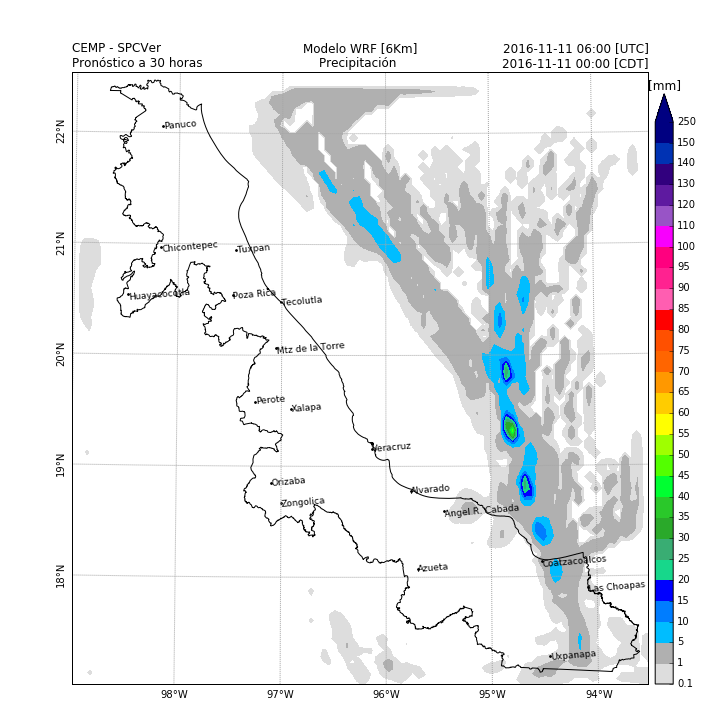 CEMP - SPCVer Modelo WRF [6Km] 2016-11-11 06:00 [UTC]
Pronóstico a 30 horas Precipitación 2016-11-11 00:00 [CDT]
[mm]
250
150
140
130
120
110
100
95
90
85
80
75
70
65
60
55
50
45
40
35
30
25
20
15
10
5
1
0.1
22°N
21°N
20°N
19°N
18°N
Panuco
Chicontepec
Tuxpan
Huayacocotla
Poza Rica
Tecolutla
Mtz de la Torre
Perote
Xalapa
Veracruz
Orizaba
Alvarado
Zongolica
Angel R. Cabada
Coatzacoalcos
Azueta
Las Choapas
Uxpanapa
98°W 97°W 96°W 95°W 94°W